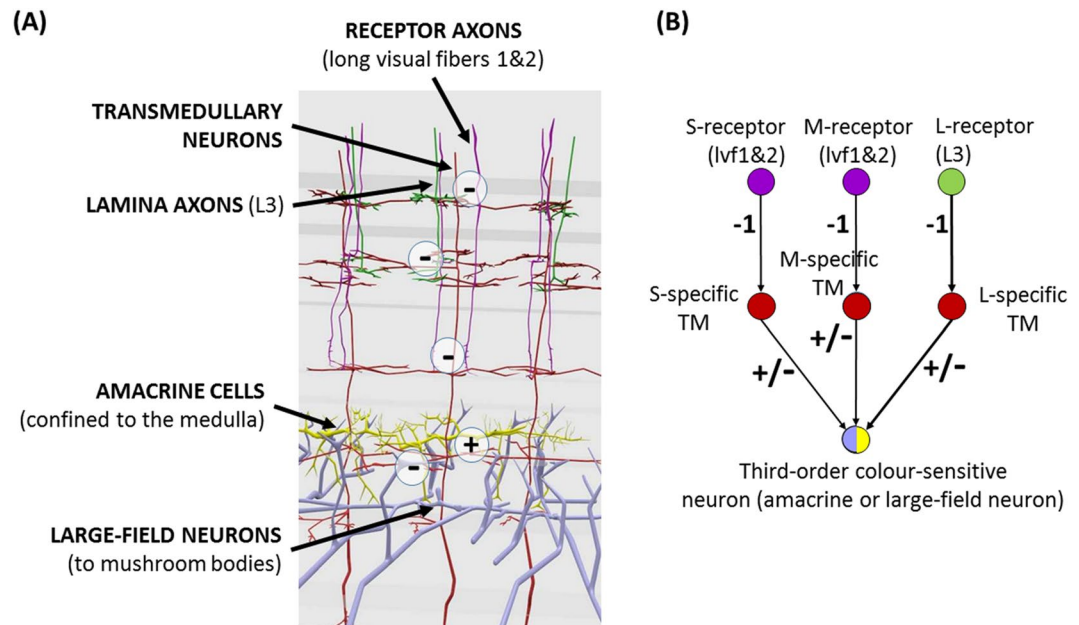 (A)
RECEPTOR AXONS
(long visual fibers 1&2)
TRANSMEDULLARY
NEURONS
LAMINA AXONS (L3)
AMACRINE CELLS
(confined to the medulla)
LARGE-FIELD NEURONS
(to mushroom bodies)
-
-
-
+
-
(B)
S-receptor
(lvf1&2)
M-receptor
(lvf1&2)
L-receptor
(L3)
-1
-1
-1
S-specific
TM
M-specific
TM
L-specific
TM
+/-
+/-
+/-
Third-order colour-sensitive
neuron (amacrine or large-field neuron)